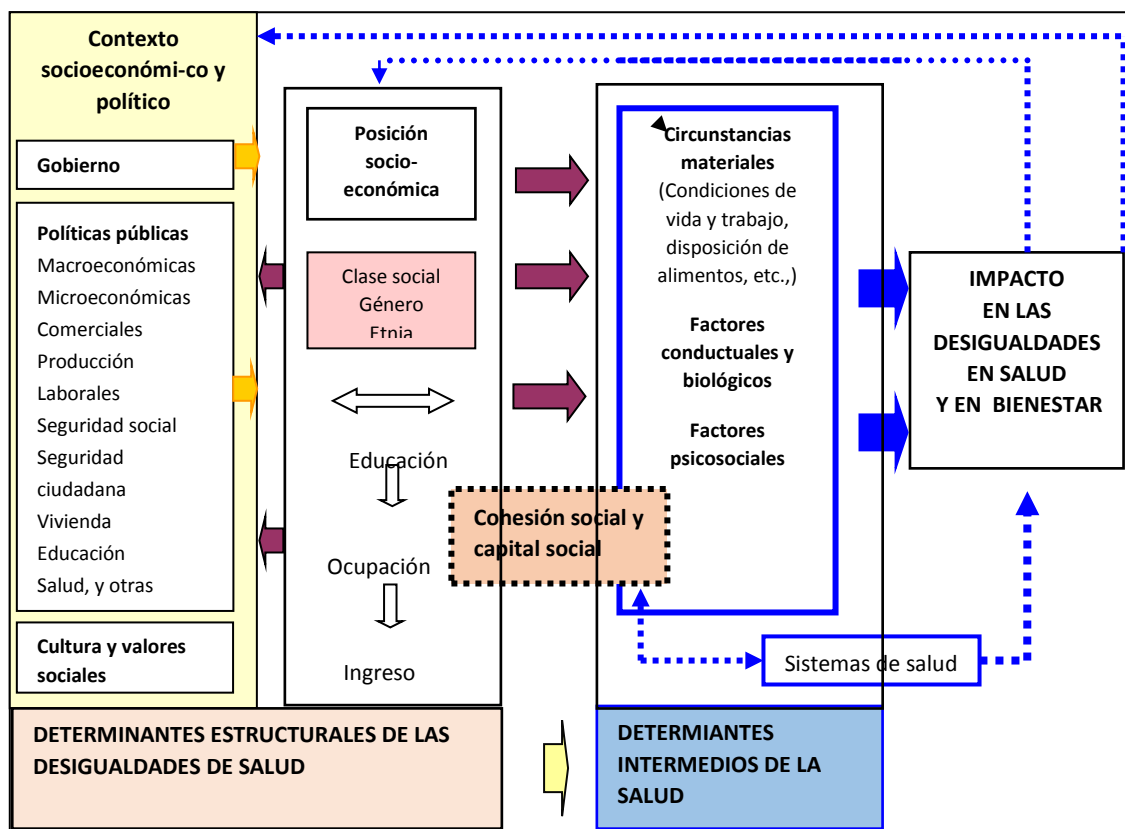 Contexto
socioeconómi-co y
político
Gobierno
Políticas públicas
Macroeconómicas
Microeconómicas
Comerciales
Producción
Laborales
Seguridad social
Seguridad
ciudadana
Vivienda
Educación
Salud, y otras
Cultura y valores
sociales
Posición
socio-
económica
Clase social
Género
Etnia
Educación
Ocupación
Ingreso
Cohesión social y
capital social
Circunstancias
materiales
(Condiciones de
vida y trabajo,
disposición de
alimentos, etc.,)
Factores
conductuales y
biológicos
Factores
psicosociales
Sistemas de salud
IMPACTO
EN LAS
DESIGUALDADES
EN SALUD
Y EN BIENESTAR
DETERMINANTES ESTRUCTURALES DE LAS
DESIGUALDADES DE SALUD
DETERMIANTES
INTERMEDIOS DE LA
SALUD